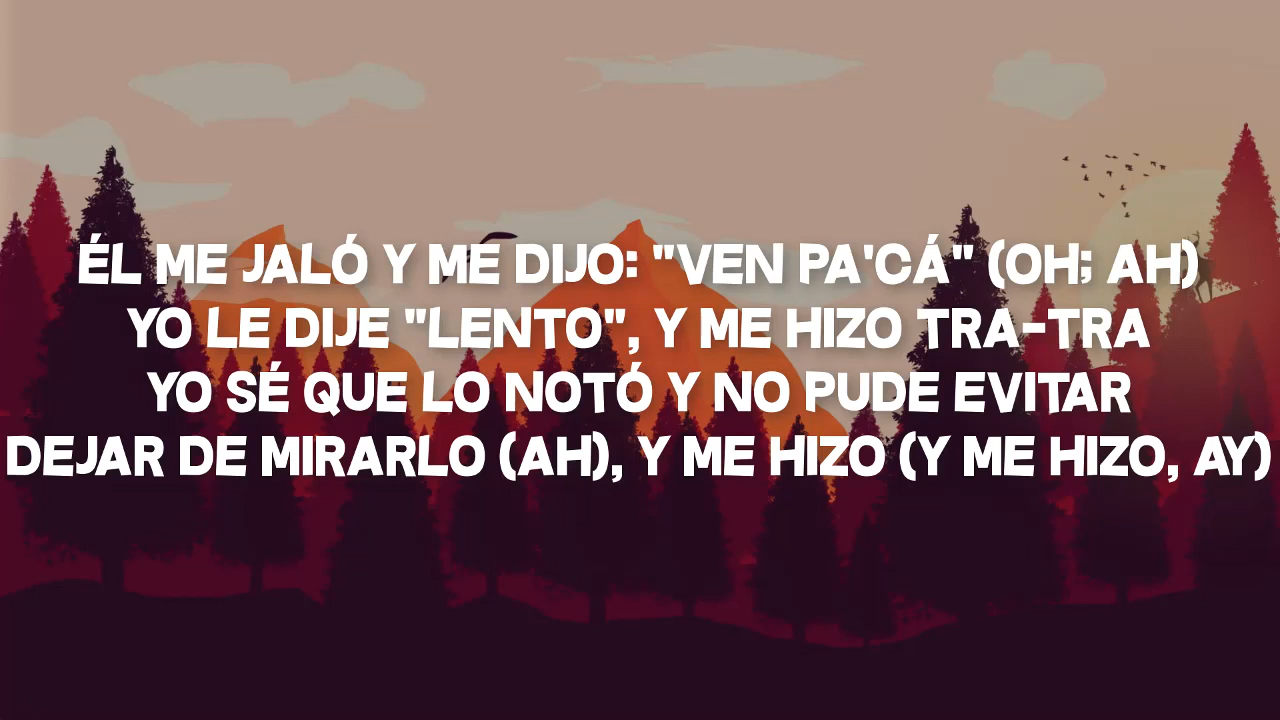 ÉL ME JALÓ Y ME DIJO: "VEN PA'CÁ" (OH; AH)
YO LE DIJE "LENTO", Y ME HIZO TRA-TRA
YO SÉ QUE LO NOTÓ Y NO PUDE EVITAR
DEJAR DE MIRARLO (AH), Y ME HIZO (Y ME HIZO, AY)